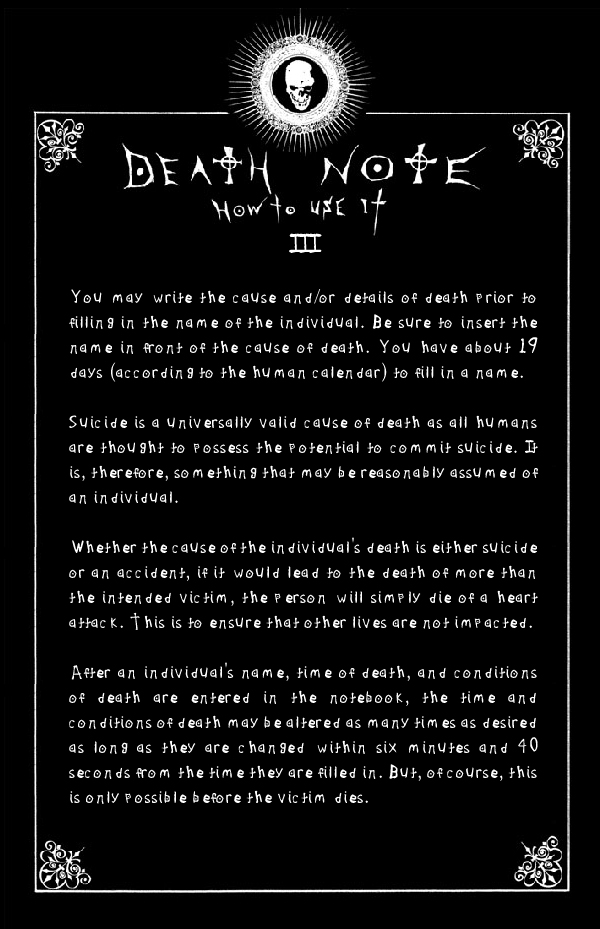 DEATH NOTE
HOW to USE It
III
You may write the cause and/or details of death prior to
filling in the name of the individual. Be sure to insert the
name in front of the cause of death. You have about 19
days (according to the human calendar) to fill in a name.
Suicide is a universally valid cause of death as all humans
are thought to possess the potential to commit suicide. It
is, therefore, something that may be reasonably assumed of
an individual.
Whether the cause of the individual's death is either suicide
or an accident, if it would lead to the death of more than
the intended victim, the person will simply die of a heart
attack. This is to ensure that other lives are not impacted.
After an individual's name, time of death, and conditions
of death are entered in the notebook, the time and
conditions of death may be altered as many times as desired
as long as they are changed within six minutes and 40
seconds from the time they are filled in. But, of course, this
is only possible before the victim dies.